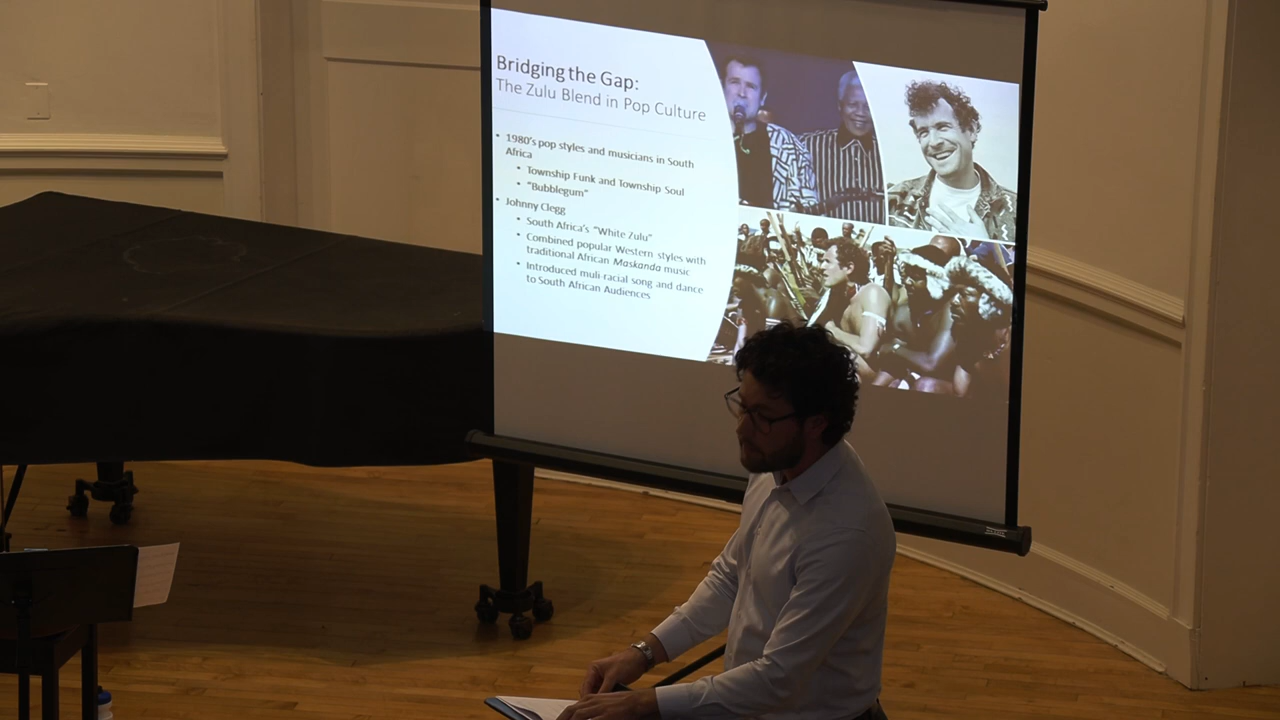 Bridging the Gap:
The Zulu Blend in Pop Culture
• 1980's pop styles and musicians in South
Africa
• Township Funk and Township Soul
• "Bubblegum"
• Johnny Clegg
• South Africa's "White Zulu"
• Combined popular Western styles with
traditional African Maskanda music
• Introduced muli-racial song and dance
to South African Audiences